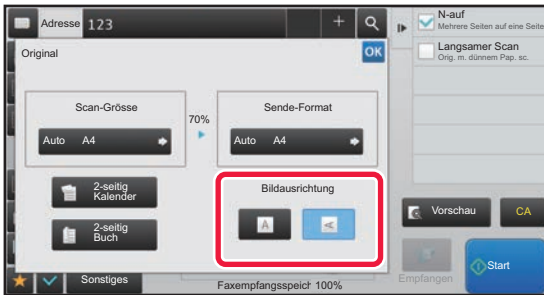 Adresse 123
N-auf
Mehrere Seiten auf eine Seite
Langsamer Scan
Orig. m. dünnem Pap. sc.
Original
OK
Scan-Grösse
70%
Sende-Format
Auto A4
Auto A4
2-seitig
Kalender
2-seitig
Buch
Bildausrichtung
A
A
Vorschau
CA
Sonstiges
Faxempfangsspeich 100%
Empfangen
Start